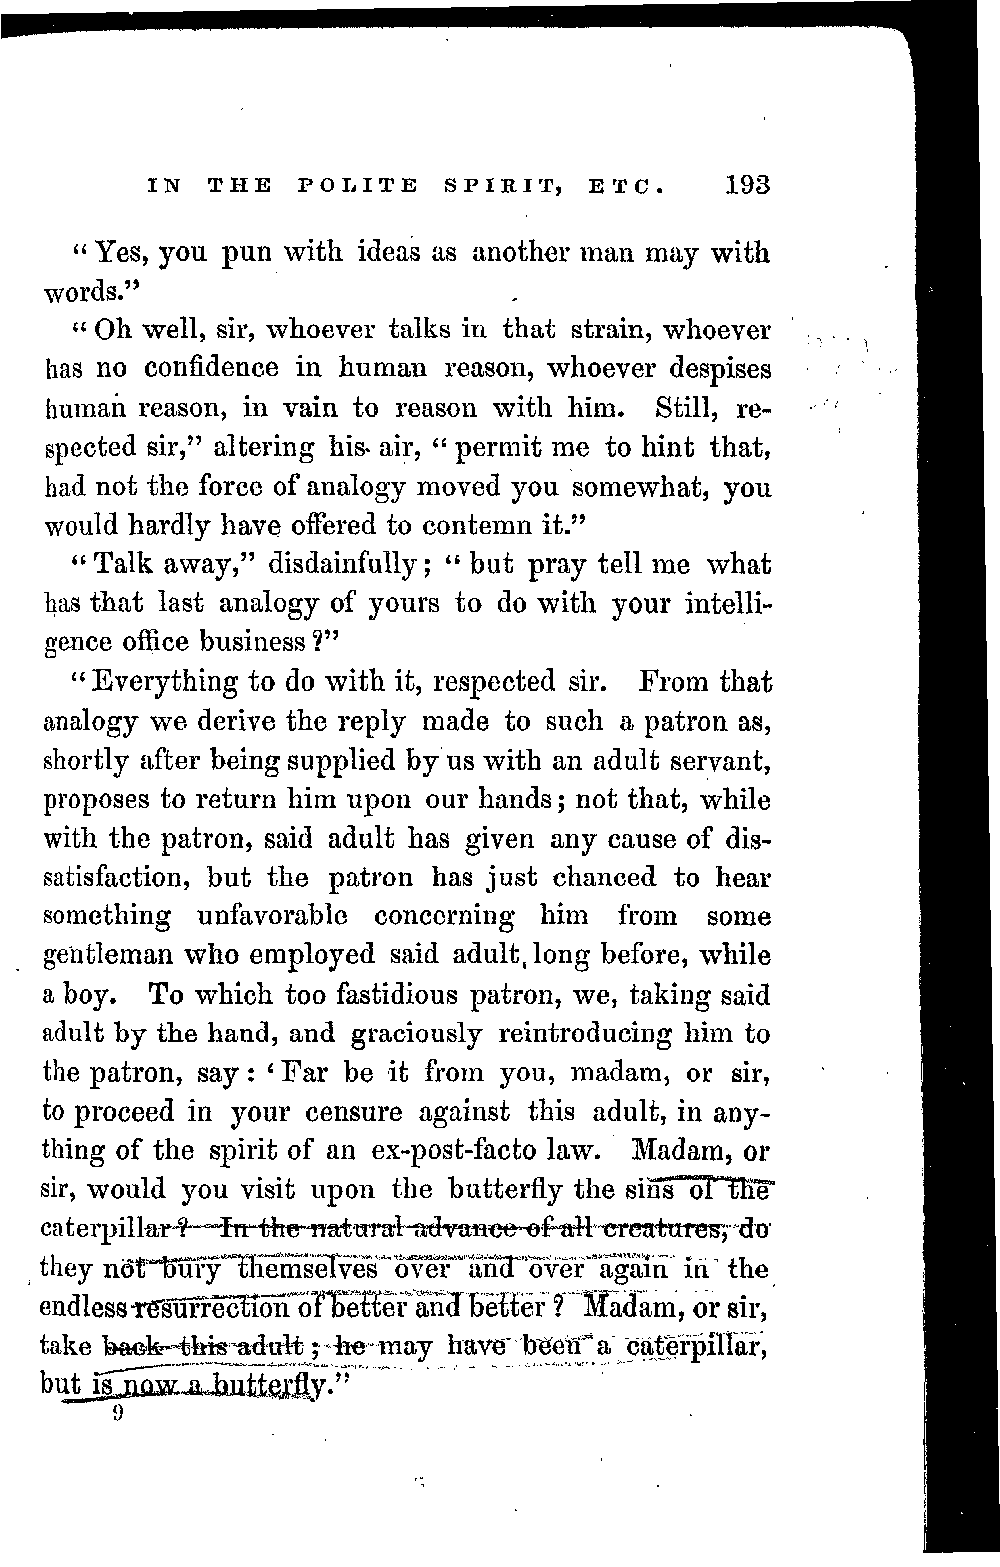 IN THE POLITE SPIRIT, ETC. 193
“Yes, you pun with ideas as another man may with
words.”
“Oh well, sir, whoever talks in that strain, whoever
has no confidence in human reason, whoever despises
human reason, in vain to reason with him. Still, re-
spected sir,” altering his air, “permit me to hint that,
had not the force of analogy moved you somewhat, you
would hardly have offered to contemn it.”
“Talk away,” disdainfully; “but pray tell me what
has that last analogy of yours to do with your intelli-
gence office business?”
“Everything to do with it, respected sir. From that
analogy we derive the reply made to such a patron as,
shortly after being supplied by us with an adult servant,
proposes to return him upon our hands; not that, while
with the patron, said adult has given any cause of dis-
satisfaction, but the patron has just chanced to hear
something unfavorable concerning him from some
gentleman who employed said adult, long before, while
a boy. To which too fastidious patron, we, taking said
adult by the hand, and graciously reintroducing him to
the patron, say: ‘Far be it from you, madam, or sir,
to proceed in your censure against this adult, in any-
thing of the spirit of an ex-post-facto law. Madam, or
sir, would you visit upon the butterfly the sins of the
caterpillar? In the natural advance of all creatures, do
they not bury themselves over and over again in the
endless resurrection of better and better? Madam, or sir,
take back this adult; he may have been a caterpillar,
but is now a butterfly.”
9